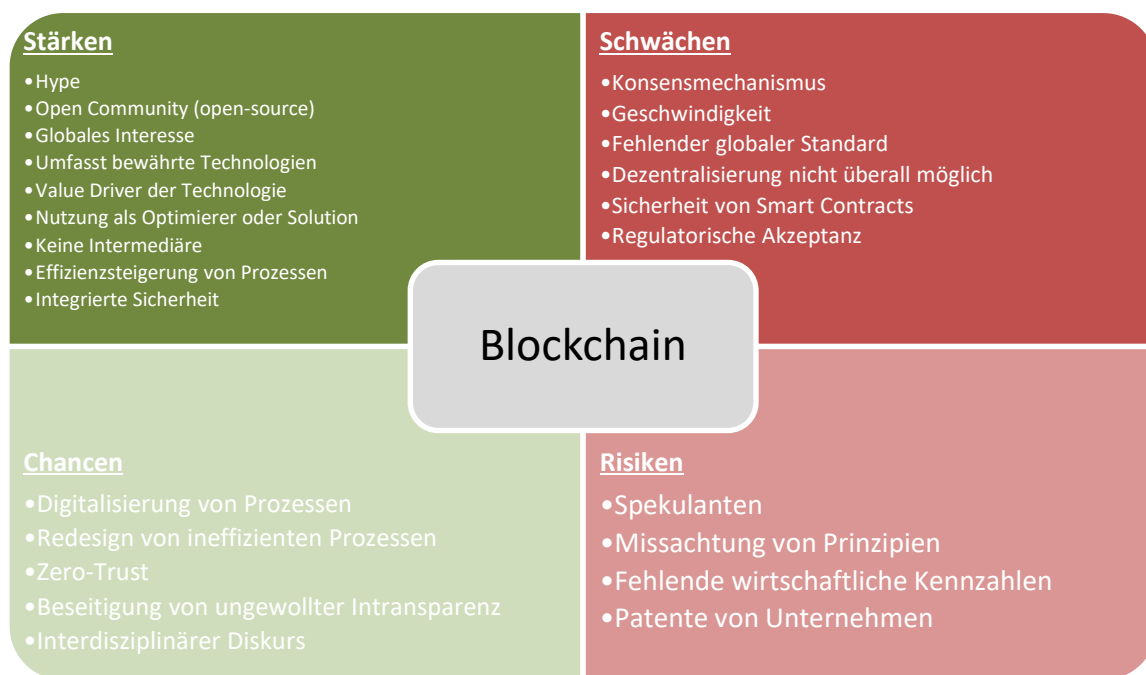 Stärken
•Hype
•Open Community (open-source)
•Globales Interesse
•Umfasst bewährte Technologien
•Value Driver der Technologie
•Nutzung als Optimierer oder Solution
•Keine Intermediäre
•Effizienzsteigerung von Prozessen
•Integrierte Sicherheit
Schwächen
•Konsensmechanismus
•Geschwindigkeit
•Fehlender globaler Standard
•Dezentralisierung nicht überall möglich
•Sicherheit von Smart Contracts
•Regulatorische Akzeptanz
Blockchain
Chancen
•Digitalisierung von Prozessen
•Redesign von ineffizienten Prozessen
•Zero-Trust
•Beseitigung von ungewollter Intransparenz
•Interdisziplinärer Diskurs
Risiken
•Spekulanten
•Missachtung von Prinzipien
•Fehlende wirtschaftliche Kennzahlen
•Patente von Unternehmen